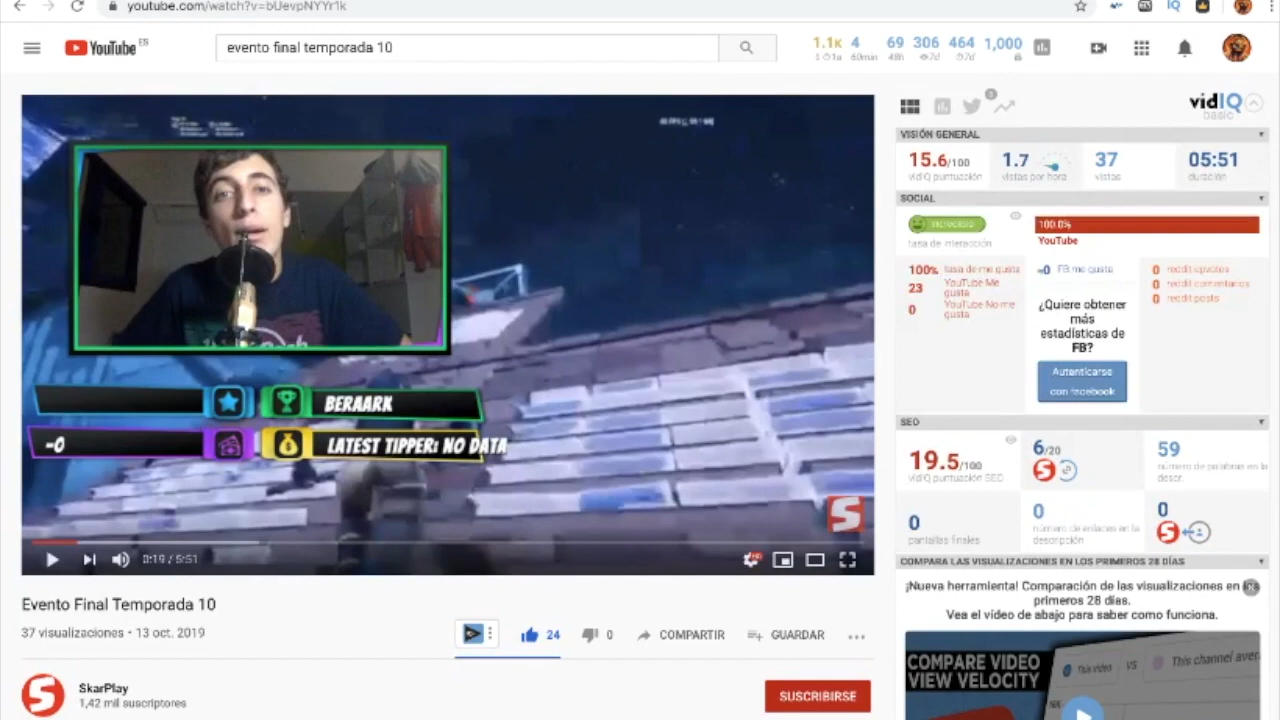 youtube.com/watch?v=bUevpNYYr1k
YouTube ES
evento final temporada 10
1.1K 4 69 306 464 1,000
60min 48h 7d 7d
BERAARK
-0
LATEST TIPPER: NO DATA
0:19 / 5:51
Evento Final Temporada 10
37 visualizaciones • 13 oct. 2019
24
0
COMPARTIR
GUARDAR
SkarPlay
1,42 mil suscriptores
SUSCRIBIRSE
vidIQ
basic
VISIÓN GENERAL
15.6/100
vidIQ puntuación
1.7
vistas por hora
37
vistas
05:51
duración
SOCIAL
tasa de interacción
100.0%
YouTube
100% tasa de me gusta
23 YouTube Me gusta
0 YouTube No me gusta
-0 FB me gusta
¿Quiere obtener
más
estadísticas de
FB?
Autenticarse
con facebook
0 reddit upvotes
0 reddit comentarios
0 reddit posts
SEO
19.5/100
vidIQ puntuación SEO
6/20
59
número de palabras en la
descr.
0
pantallas finales
0
número de enlaces en la
descripción
0
COMPARA LAS VISUALIZACIONES EN LOS PRIMEROS 28 DÍAS
¡Nueva herramienta! Comparación de las visualizaciones en los
primeros 28 días.
Vea el vídeo de abajo para saber como funciona.
COMPARE VIDEO
VIEW VELOCITY
This video VS This channel aver